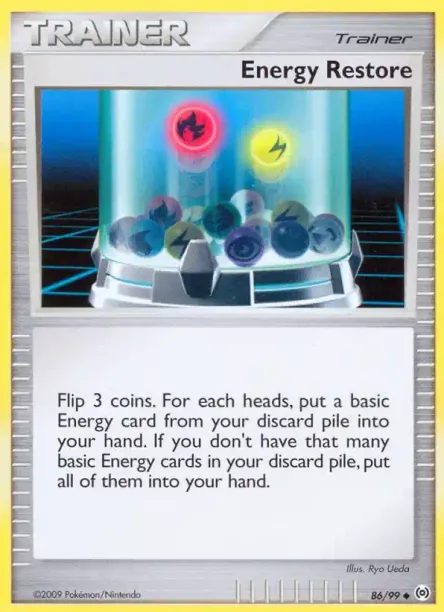 TRAINER
Trainer
Energy Restore
Flip 3 coins. For each heads, put a basic
Energy card from your discard pile into
your hand. If you don't have that many
basic Energy cards in your discard pile, put
all of them into your hand.
Illus. Ryo Ueda
©2009 Pokémon/Nintendo
86/99